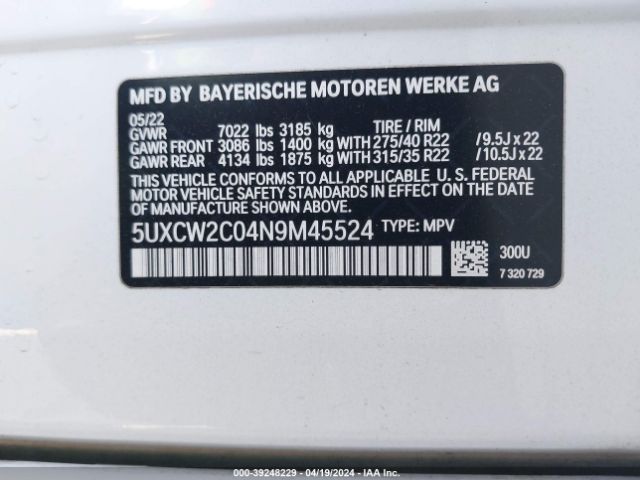 MFD BY BAYERISCHE MOTOREN WERKE AG
05/22
GVWR 7022 lbs 3185 kg TIRE / RIM
GAWR FRONT 3086 lbs 1400 kg WITH 275/40 R22 / 9.5J x 22
GAWR REAR 4134 lbs 1875 kg WITH 315/35 R22 / 10.5J x 22
THIS VEHICLE CONFORMS TO ALL APPLICABLE U. S. FEDERAL
MOTOR VEHICLE SAFETY STANDARDS IN EFFECT ON THE DATE
OF MANUFACTURE SHOWN ABOVE.
5UXCW2C04N9M45524 TYPE: MPV
300U
7 320 729
000-39248229 - 04/19/2024 - IAA Inc.